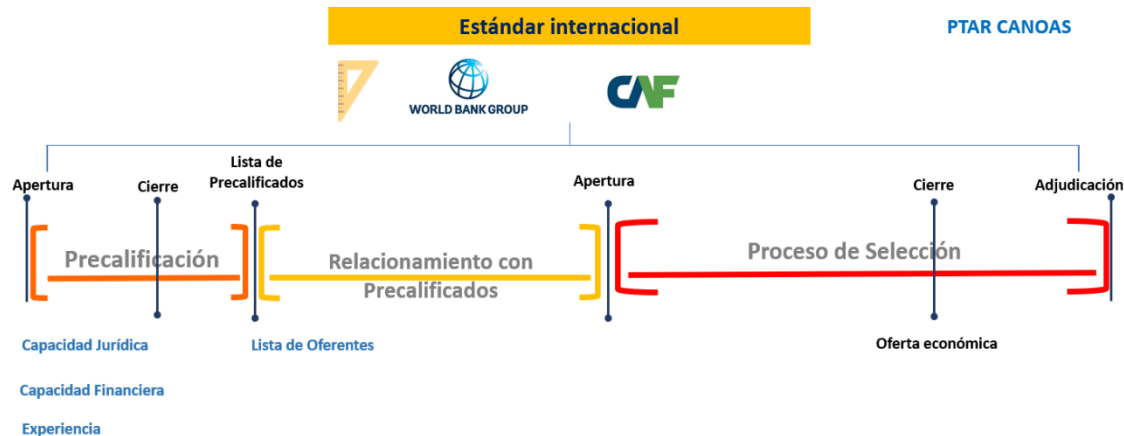 Estándar internacional
PTAR CANOAS
WORLD BANK GROUP
CAF
Apertura
Cierre
Lista de
Precalificados
Apertura
Cierre
Adjudicación
Precalificación
Relacionamiento con
Precalificados
Proceso de Selección
Capacidad Jurídica
Lista de Oferentes
Oferta económica
Capacidad Financiera
Experiencia